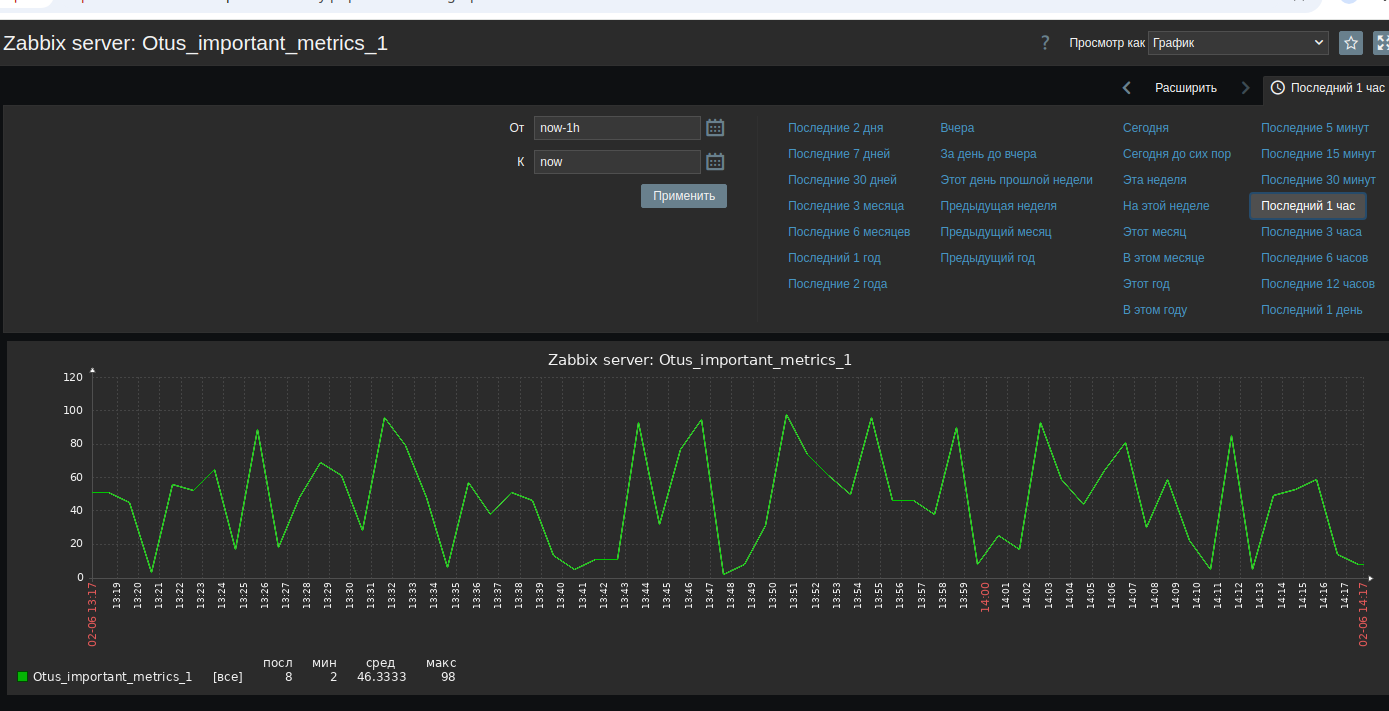 Zabbix server: Otus_important_metrics_1
? Просмотр как График
Расширить Последний 1 час
От now-1h
К now
Применить
Последние 2 дня Вчера Сегодня Последние 5 минут
Последние 7 дней За день до вчера Сегодня до сих пор Последние 15 минут
Последние 30 дней Этот день прошлой недели Эта неделя Последние 30 минут
Последние 3 месяца Предыдущая неделя На этой неделе Последний 1 час
Последние 6 месяцев Предыдущий месяц Этот месяц Последние 3 часа
Последний 1 год Предыдущий год В этом месяце Последние 6 часов
Последние 2 года Этот год Последние 12 часов
В этом году Последний 1 день
Zabbix server: Otus_important_metrics_1
120
100
80
60
40
20
0
02-06 13:17 13:19 13:20 13:21 13:22 13:23 13:24 13:25 13:26 13:27 13:28 13:29 13:30 13:31 13:32 13:33 13:34 13:35 13:36 13:37 13:38 13:39 13:40 13:41 13:42 13:43 13:44 13:45 13:46 13:47 13:48 13:49 13:50 13:51 13:52 13:53 13:54 13:55 13:56 13:57 13:58 13:59 14:00 14:01 14:02 14:03 14:04 14:05 14:06 14:07 14:08 14:09 14:10 14:11 14:12 14:13 14:14 14:15 14:16 14:17 02-06 14:17
посл мин сред макс
Otus_important_metrics_1 [все] 8 2 46.3333 98